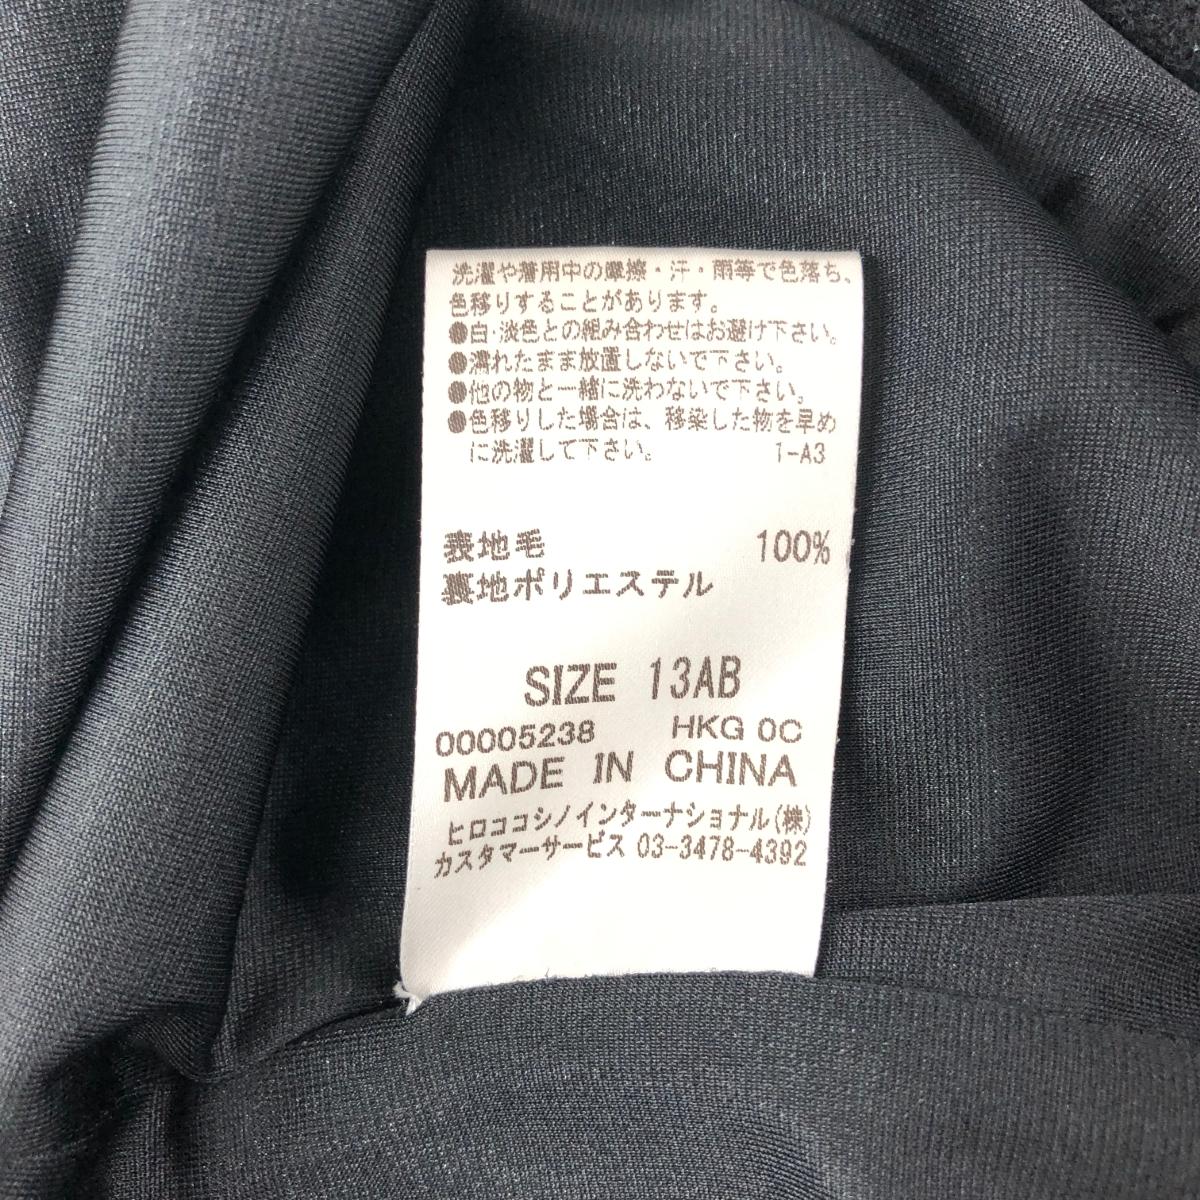 洗濯や着用中の摩擦・汗・雨等で色落ち、
色移りすることがあります。
●白・淡色との組み合わせはお避け下さい。
●濡れたまま放置しないで下さい。
●他の物と一緒に洗わないで下さい。
●色移りした場合は、移染した物を早め
に洗濯して下さい。 1-A3
表地毛 100%
裏地ポリエステル
SIZE 13AB
00005238 HKG 0C
MADE IN CHINA
ヒロココシノインターナショナル(株)
カスタマーサービス 03-3478-4392